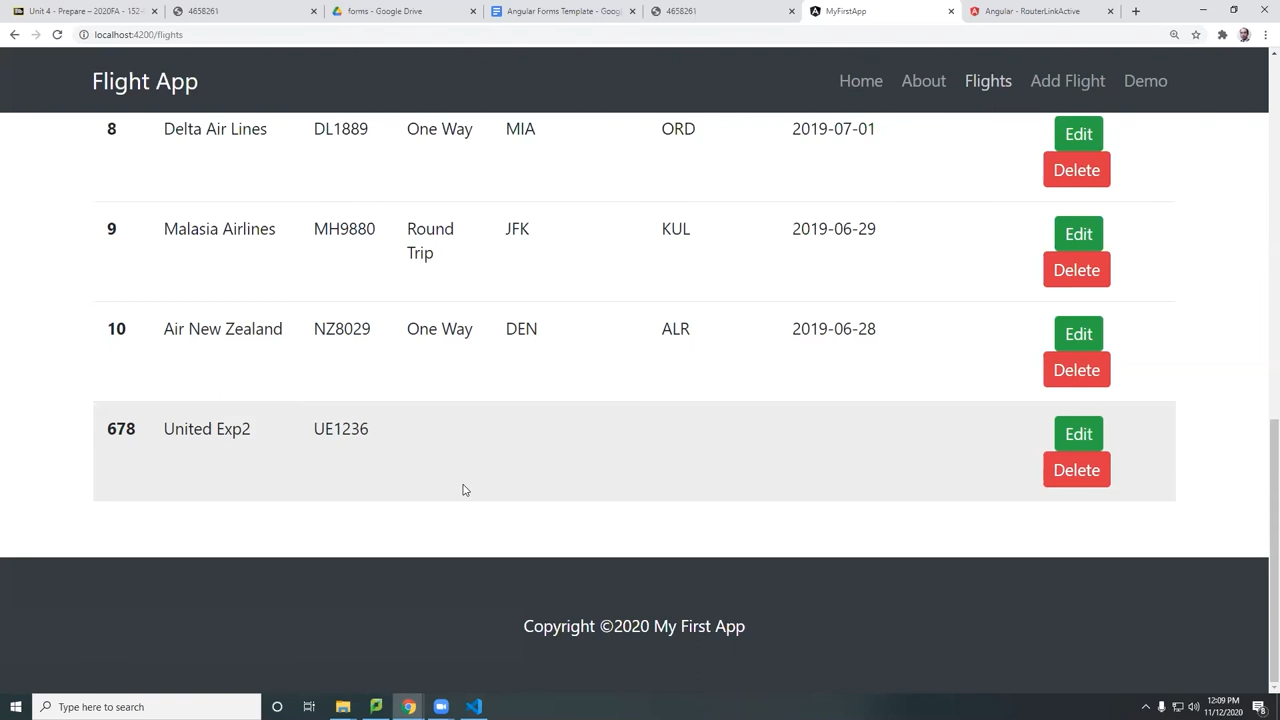 Unit 4 - Prepare – 2020FA – 152-
4658261
forms - Google Drive
Angular Forms Template - Goog
4658261
MyFirstApp
Angular - RouterLinkActive
localhost:4200/flights
Flight App
Home About Flights Add Flight Demo
8 Delta Air Lines DL1889 One Way MIA ORD 2019-07-01 Edit
Delete
9 Malasia Airlines MH9880 Round JFK KUL 2019-06-29 Edit
Trip Delete
10 Air New Zealand NZ8029 One Way DEN ALR 2019-06-28 Edit
Delete
678 United Exp2 UE1236 Edit
Delete
Copyright ©2020 My First App
Type here to search
12:09 PM
11/12/2020